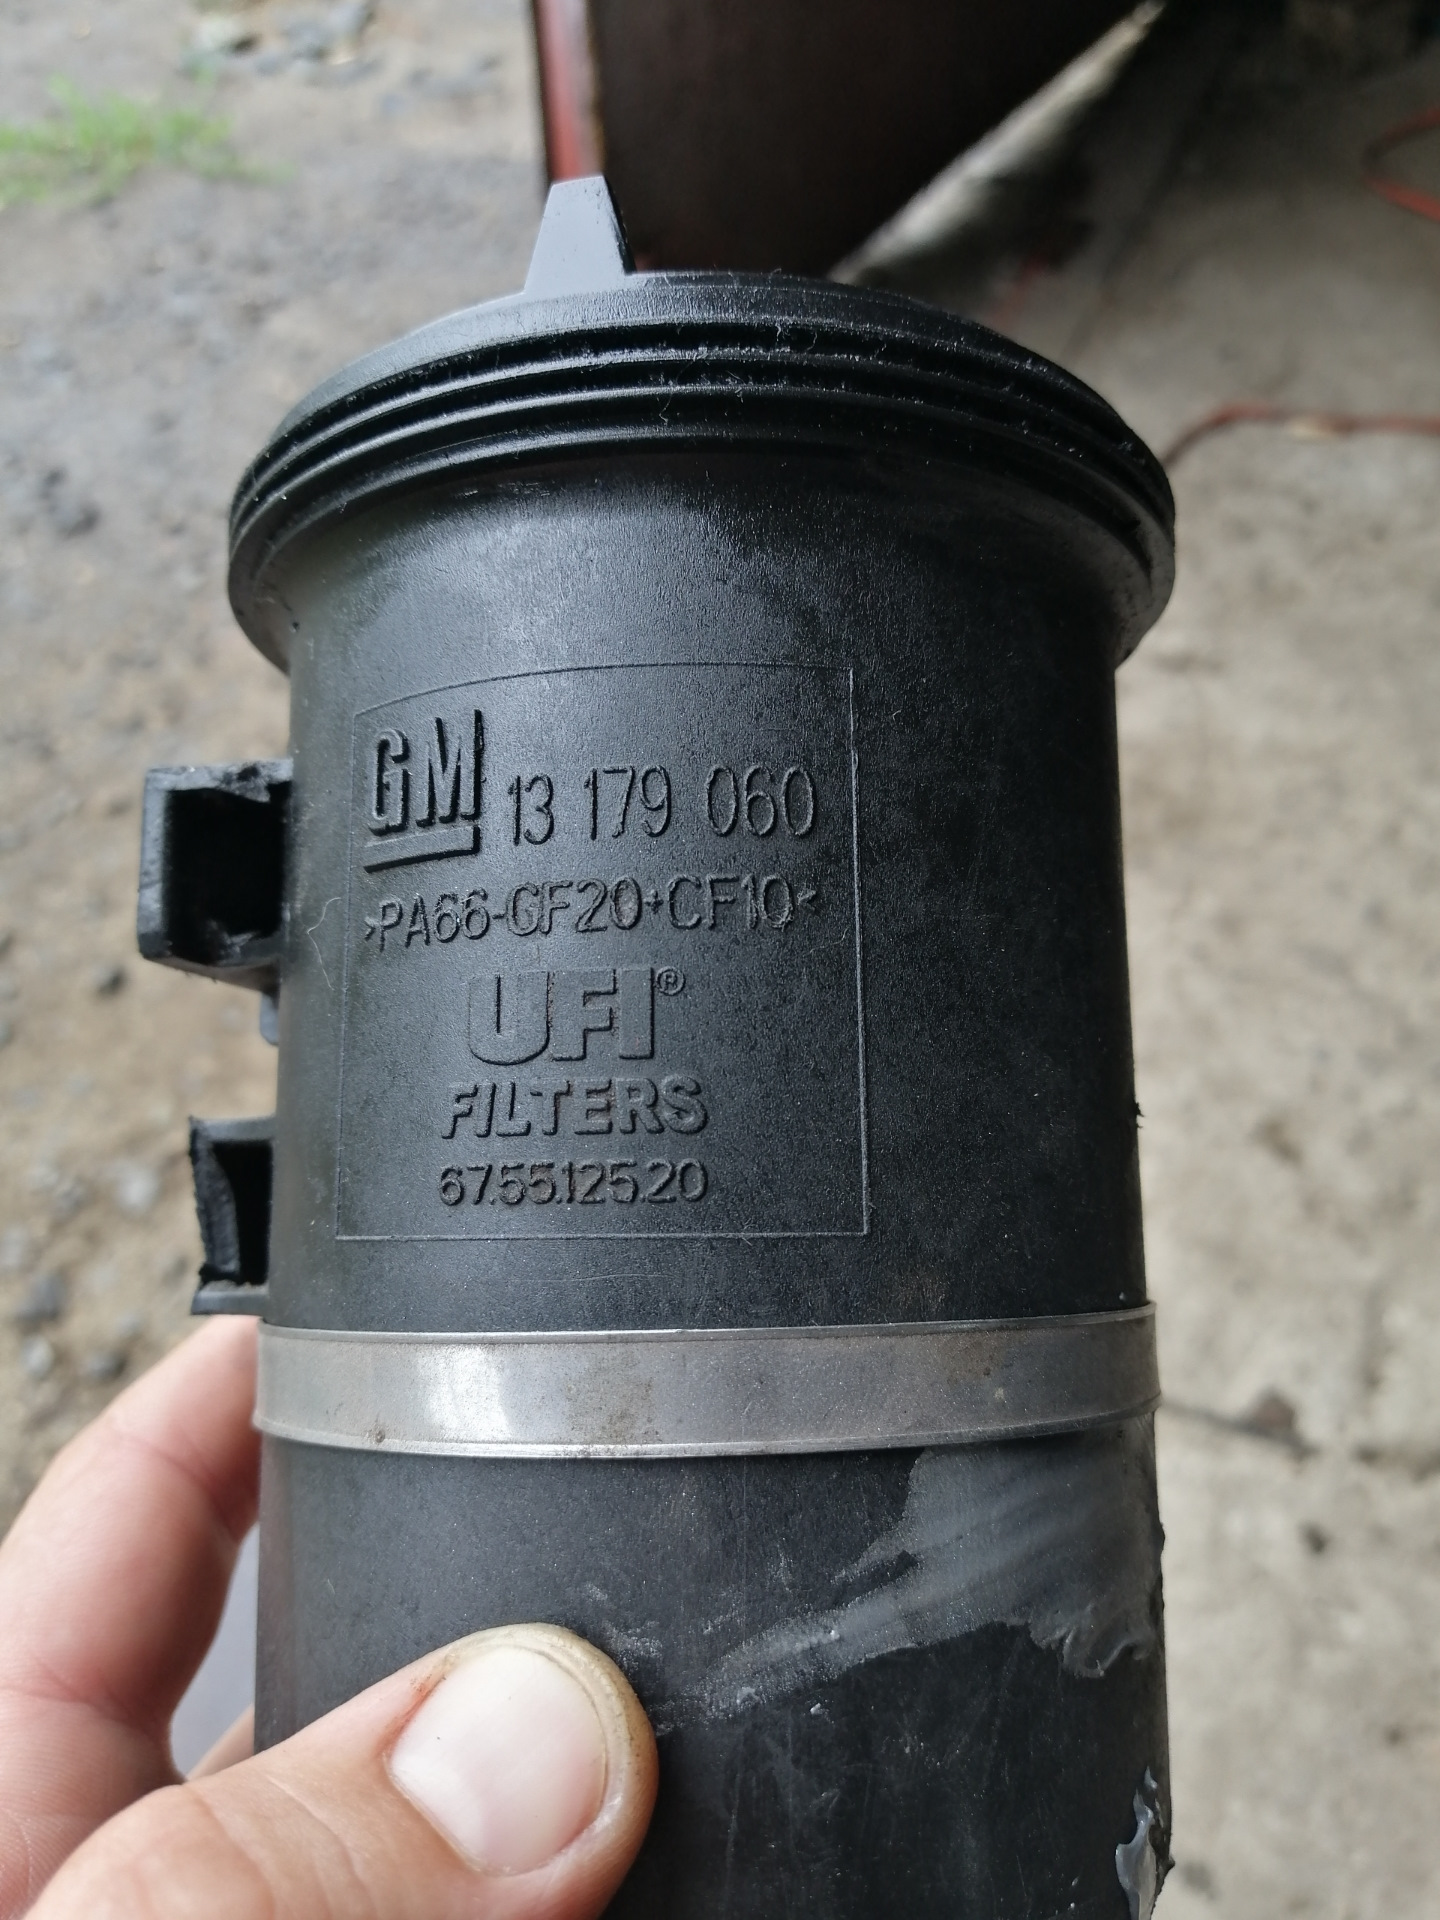 GM 13 179 060
>PA66-GF20+CF10<
UFI®
FILTERS
67.55.125.20